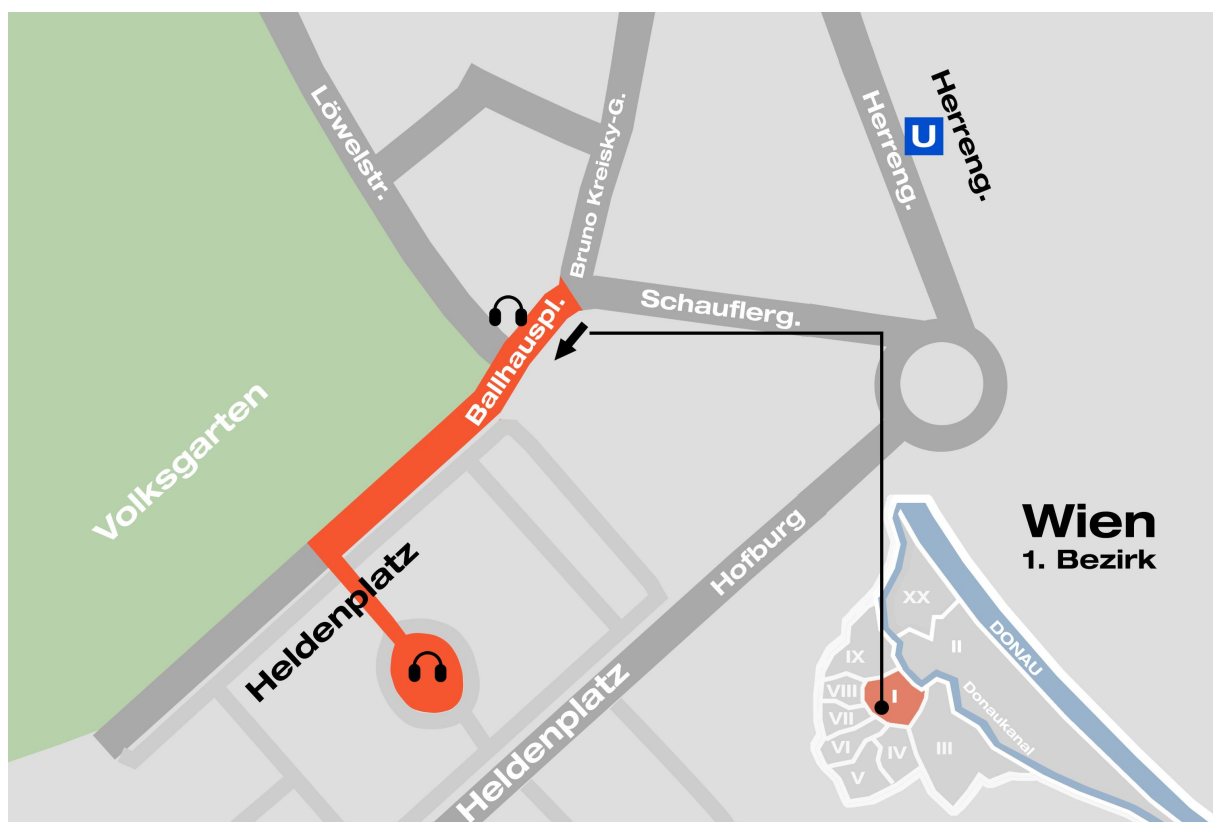 Löwelstr.
Bruno Kreisky-G.
Herreng.
U
Herreng.
Schauflerg.
Ballhauspl.
Volksgarten
Heldenplatz
Hofburg
Heldenplatz
Wien
1. Bezirk
XX
II
DONAU
IX
VIII
I
VII
Donaukanal
VI
IV
III
V